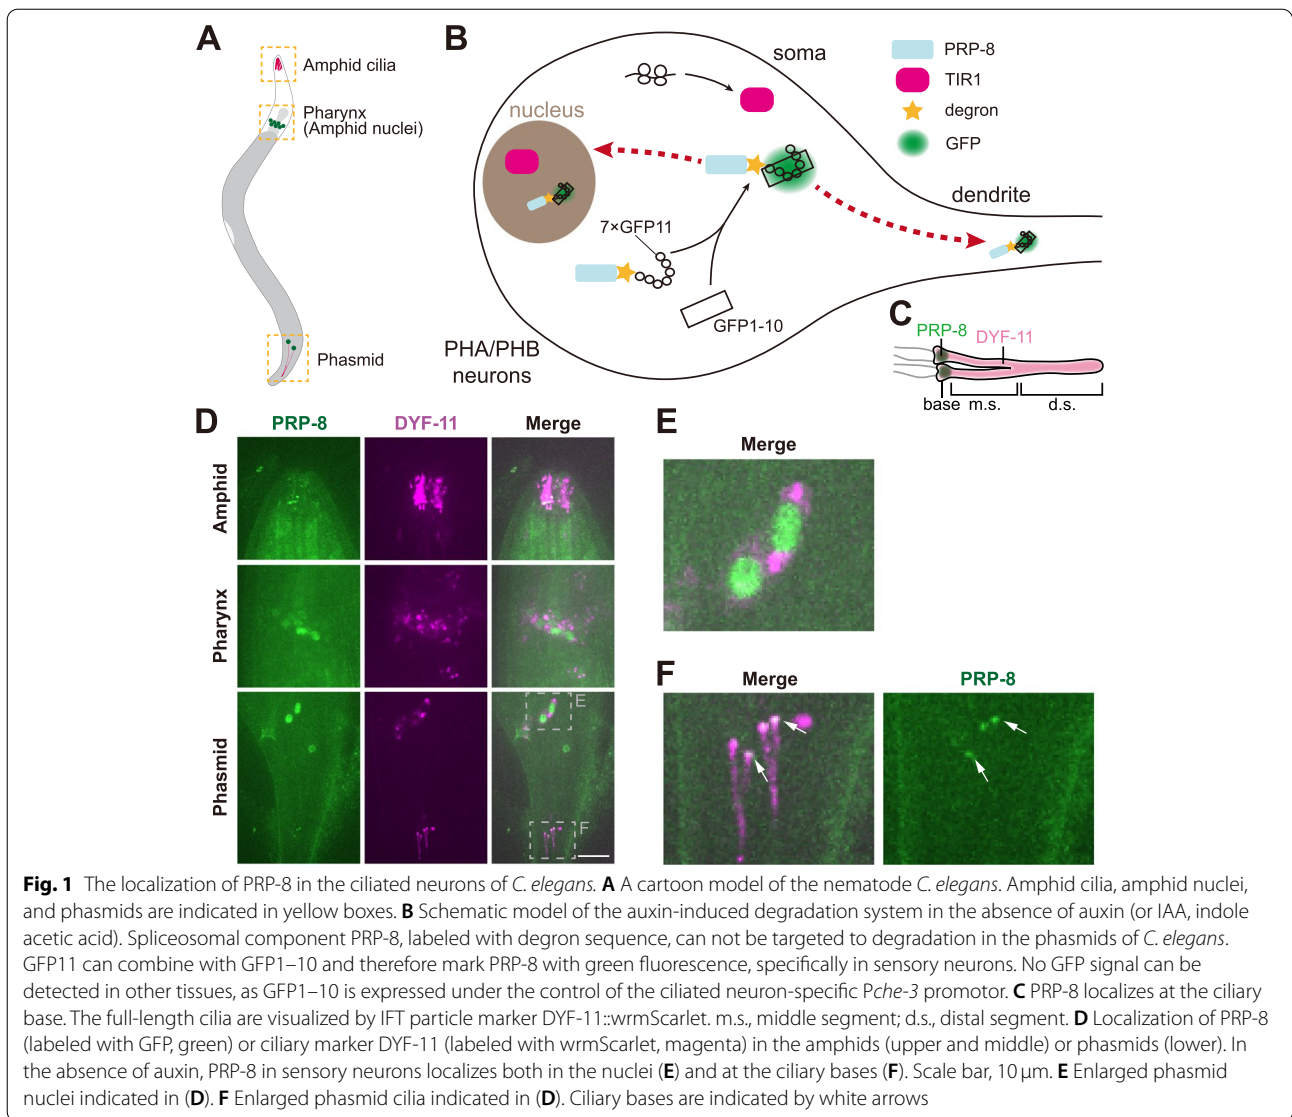 A
Amphid cilia
Pharynx
(Amphid nuclei)
Phasmid
B
soma
PRP-8
TIR1
degron
GFP
nucleus
dendrite
7×GFP11
GFP1-10
PHA/PHB
neurons
C
PRP-8
DYF-11
base
m.s.
d.s.
D
PRP-8
DYF-11
Merge
Amphid
Pharynx
Phasmid
E
F
E
Merge
F
Merge
PRP-8
Fig. 1 The localization of PRP-8 in the ciliated neurons of C. elegans. A A cartoon model of the nematode C. elegans. Amphid cilia, amphid nuclei,
and phasmids are indicated in yellow boxes. B Schematic model of the auxin-induced degradation system in the absence of auxin (or IAA, indole
acetic acid). Spliceosomal component PRP-8, labeled with degron sequence, can not be targeted to degradation in the phasmids of C. elegans.
GFP11 can combine with GFP1–10 and therefore mark PRP-8 with green fluorescence, specifically in sensory neurons. No GFP signal can be
detected in other tissues, as GFP1–10 is expressed under the control of the ciliated neuron-specific Pche-3 promotor. C PRP-8 localizes at the ciliary
base. The full-length cilia are visualized by IFT particle marker DYF-11::wrmScarlet. m.s., middle segment; d.s., distal segment. D Localization of PRP-8
(labeled with GFP, green) or ciliary marker DYF-11 (labeled with wrmScarlet, magenta) in the amphids (upper and middle) or phasmids (lower). In
the absence of auxin, PRP-8 in sensory neurons localizes both in the nuclei (E) and at the ciliary bases (F). Scale bar, 10 μm. E Enlarged phasmid
nuclei indicated in (D). F Enlarged phasmid cilia indicated in (D). Ciliary bases are indicated by white arrows